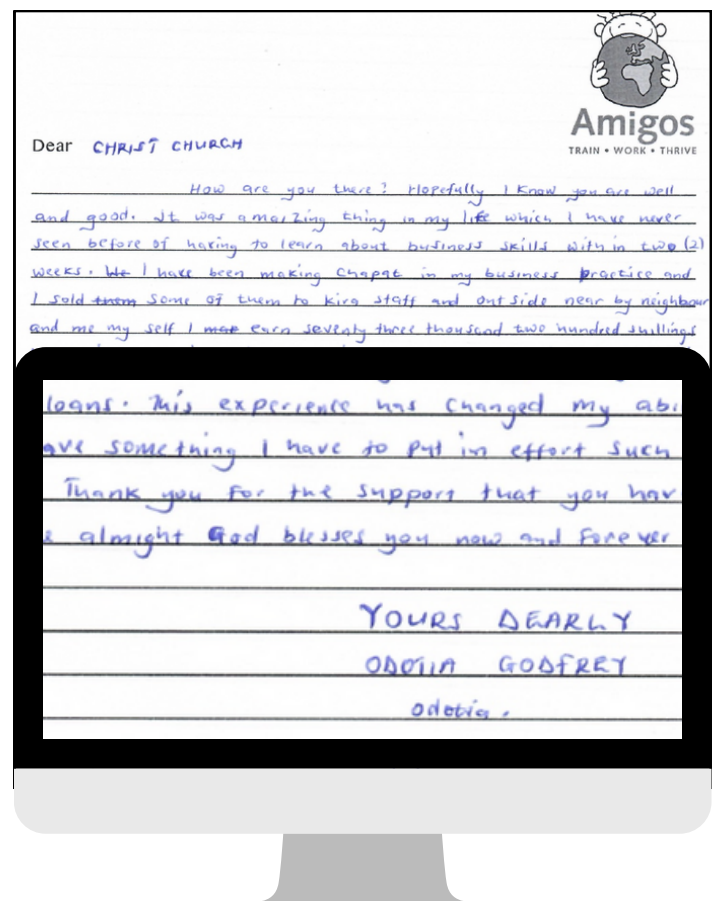 Amigos
TRAIN • WORK • THRIVE
Dear CHRIST CHURCH
How are you there? Hopefully I know you are well
and good. It was amaizing thing in my life which I have never
seen before of having to learn about business skills with in two (2)
weeks. We I have been making chapat in my business practice and
I sold them some of them to kira staff and out side near by neighbour
and me my self I earn seventy three thousand two hundred shillings
loans. This experience has changed my abi
ave something I have to put in effort such
Thank you for the support that you hav
e almight God blesses you now and forever
YOURS DEARLY
ODOTIA GODFREY
odotia.